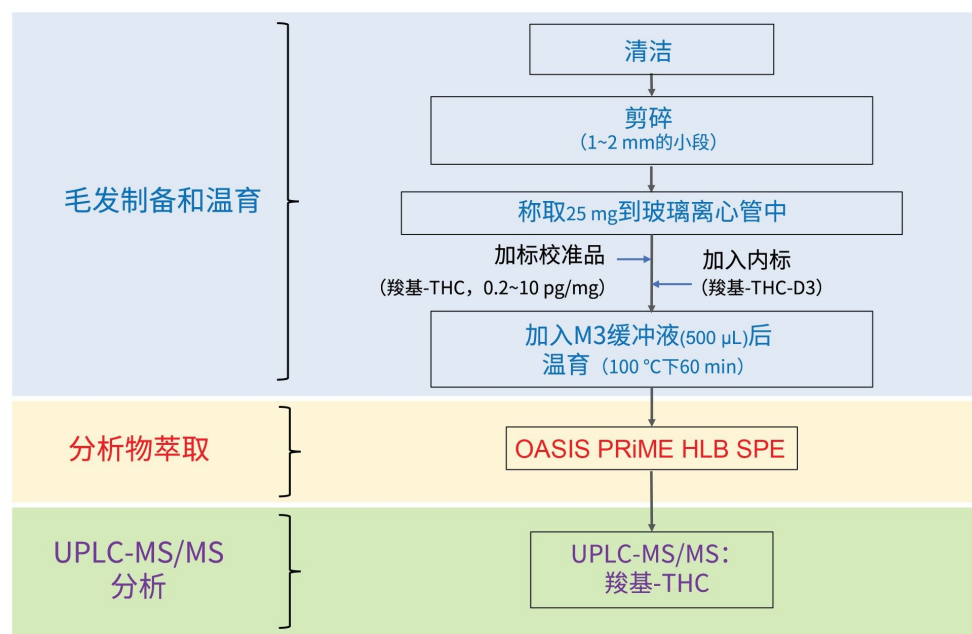 清洁
剪碎
（1~2 mm的小段）
毛发制备和温育
称取25 mg到玻璃离心管中
加标校准品
（羧基-THC，0.2~10 pg/mg）
加入内标
（羧基-THC-D3）
加入M3缓冲液(500 µL)后
温育（100 °C下60 min）
分析物萃取
OASIS PRiME HLB SPE
UPLC-MS/MS
分析
UPLC-MS/MS：
羧基-THC